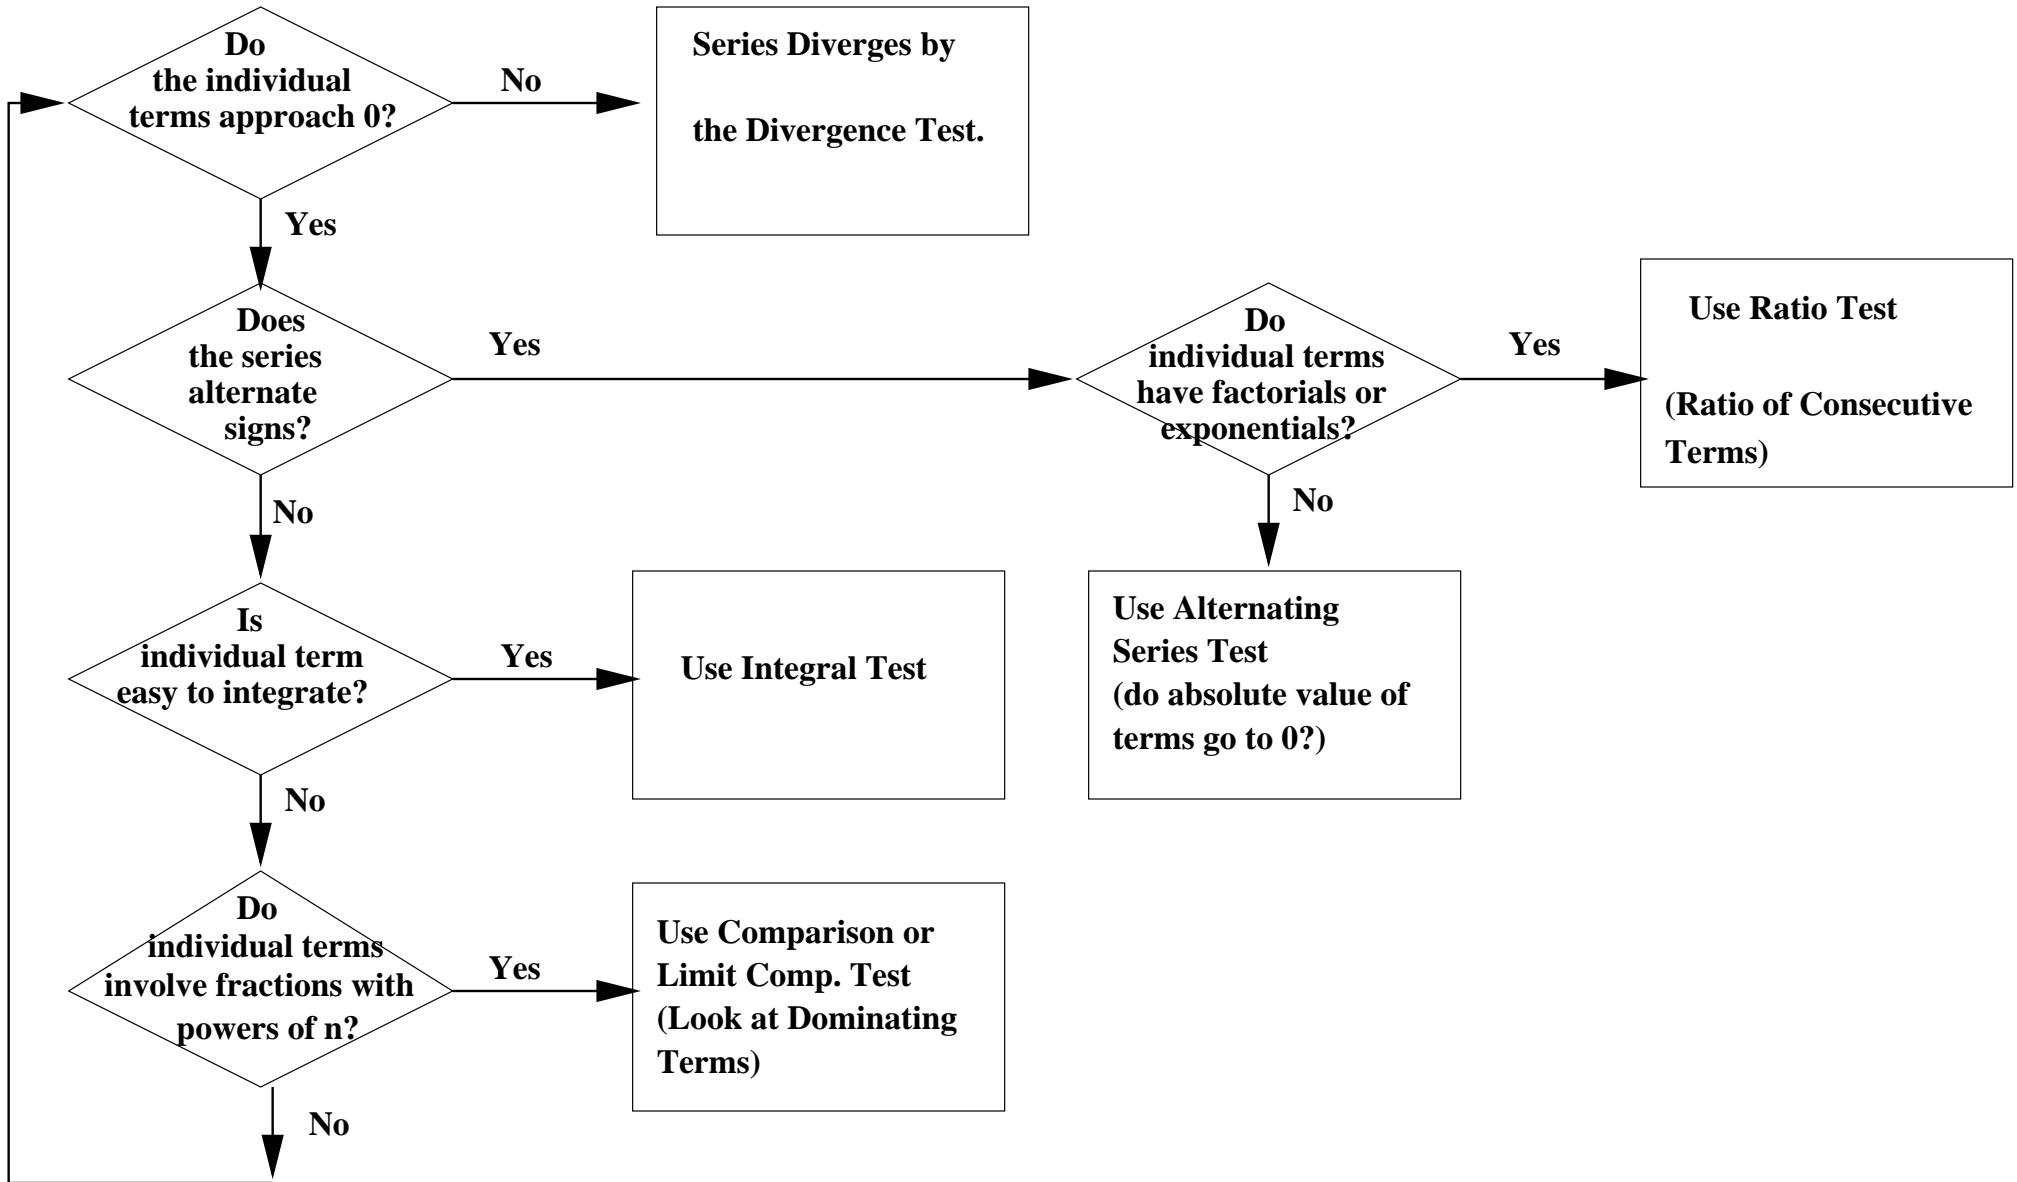 Do
the individual
terms approach 0?
No
Series Diverges by
the Divergence Test.
Yes
Does
the series
alternate
signs?
Yes
Do
individual terms
have factorials or
exponentials?
Yes
Use Ratio Test
(Ratio of Consecutive
Terms)
No
No
Use Alternating
Series Test
(do absolute value of
terms go to 0?)
Is
individual term
easy to integrate?
Yes
Use Integral Test
No
Do
individual terms
involve fractions with
powers of n?
Yes
Use Comparison or
Limit Comp. Test
(Look at Dominating
Terms)
No